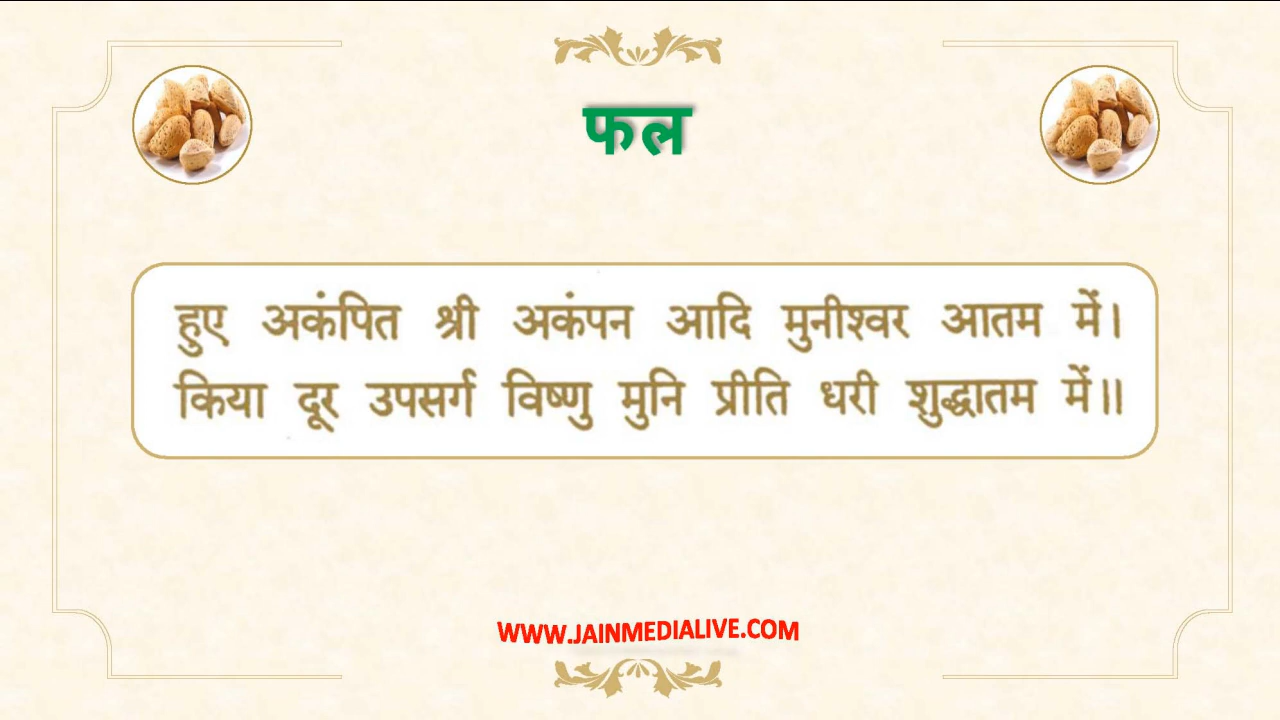 फल
हुए अकंपित श्री अकंपन आदि मुनीश्वर आतम में।
किया दूर उपसर्ग विष्णु मुनि प्रीति धरी शुद्धातम में॥
WWW.JAINMEDIALIVE.COM